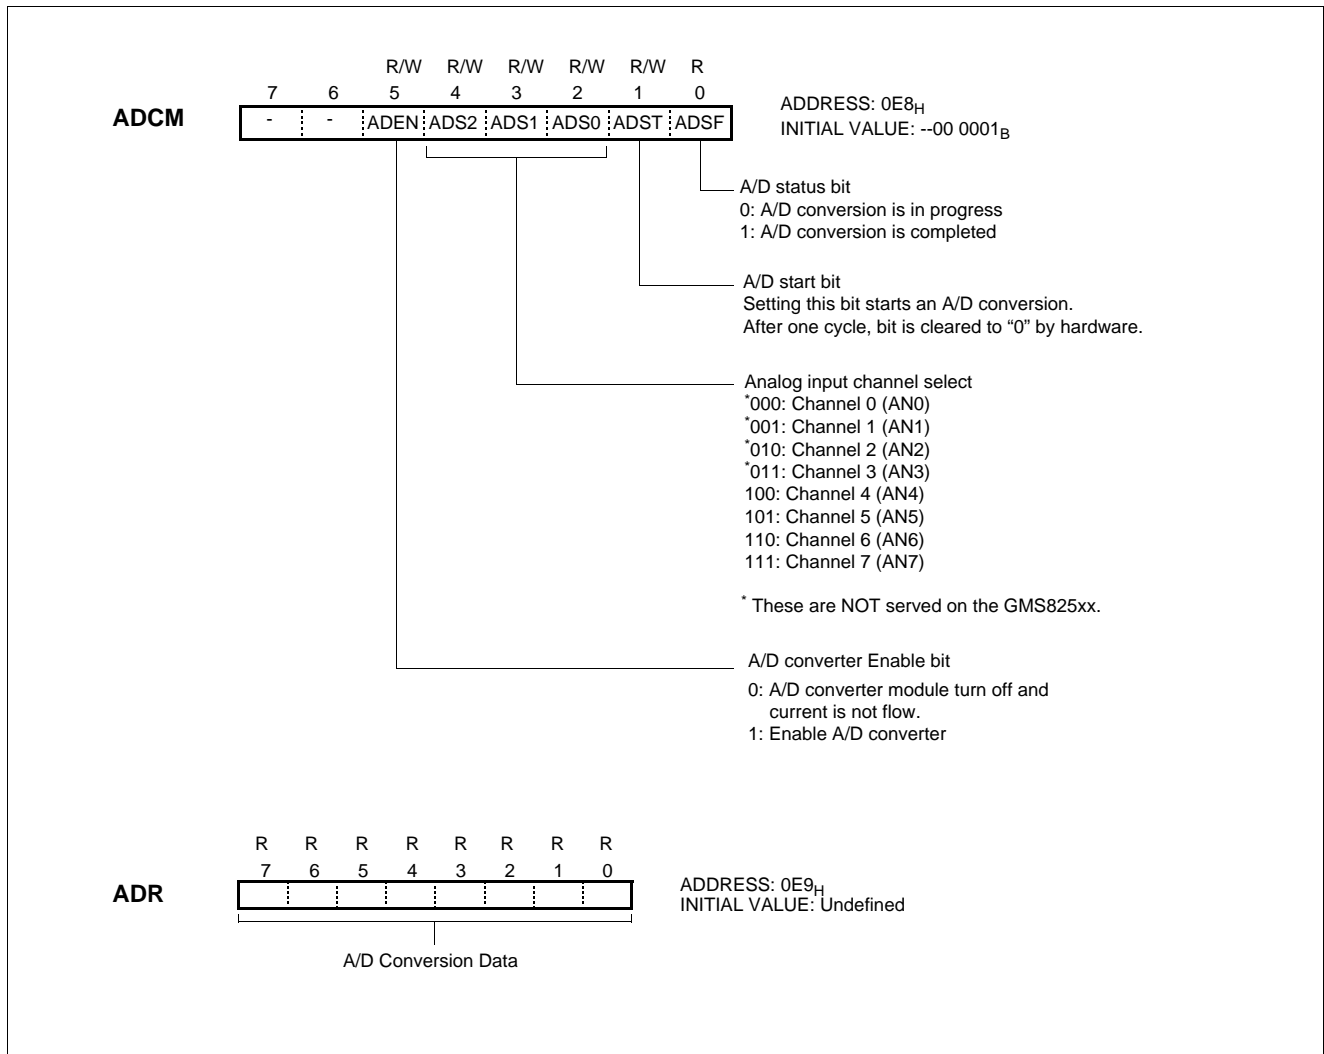 R/W R/W R/W R/W R/W R
7 6 5 4 3 2 1 0
ADCM
- - ADEN ADS2 ADS1 ADS0 ADST ADSF
ADDRESS: 0E8H
INITIAL VALUE: --00 0001B
A/D status bit
0: A/D conversion is in progress
1: A/D conversion is completed
A/D start bit
Setting this bit starts an A/D conversion.
After one cycle, bit is cleared to “0” by hardware.
Analog input channel select
*000: Channel 0 (AN0)
*001: Channel 1 (AN1)
*010: Channel 2 (AN2)
*011: Channel 3 (AN3)
100: Channel 4 (AN4)
101: Channel 5 (AN5)
110: Channel 6 (AN6)
111: Channel 7 (AN7)
* These are NOT served on the GMS825xx.
A/D converter Enable bit
0: A/D converter module turn off and
current is not flow.
1: Enable A/D converter
R R R R R R R R
7 6 5 4 3 2 1 0
ADR
ADDRESS: 0E9H
INITIAL VALUE: Undefined
A/D Conversion Data